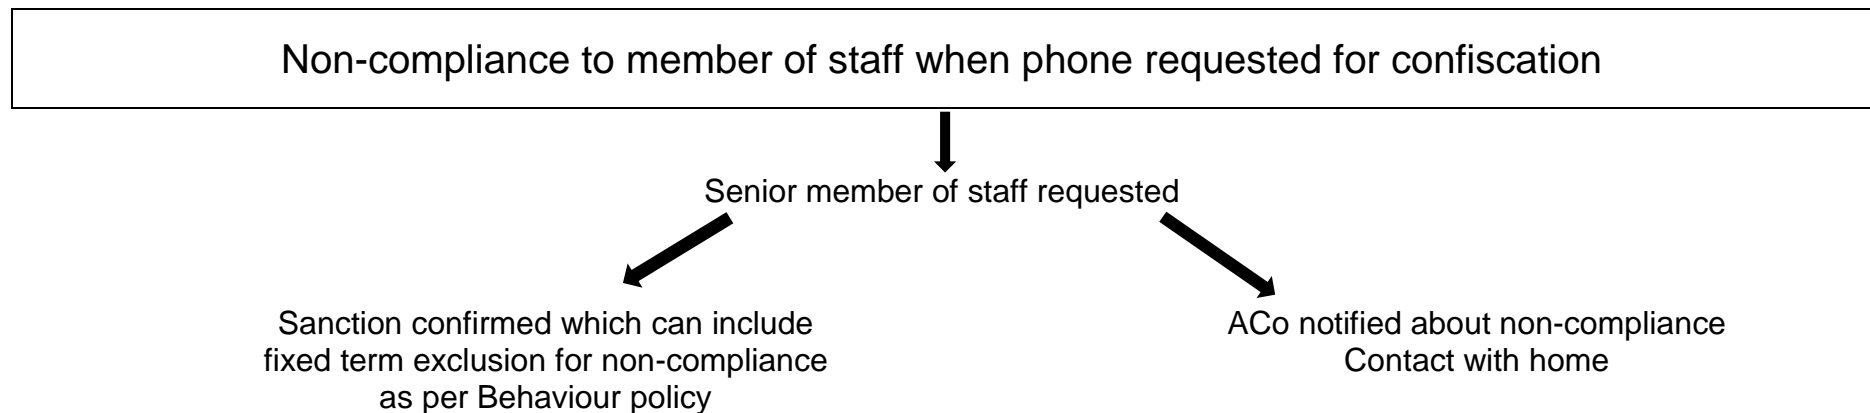 Non-compliance to member of staff when phone requested for confiscation
Senior member of staff requested
Sanction confirmed which can include
fixed term exclusion for non-compliance
as per Behaviour policy
ACo notified about non-compliance
Contact with home